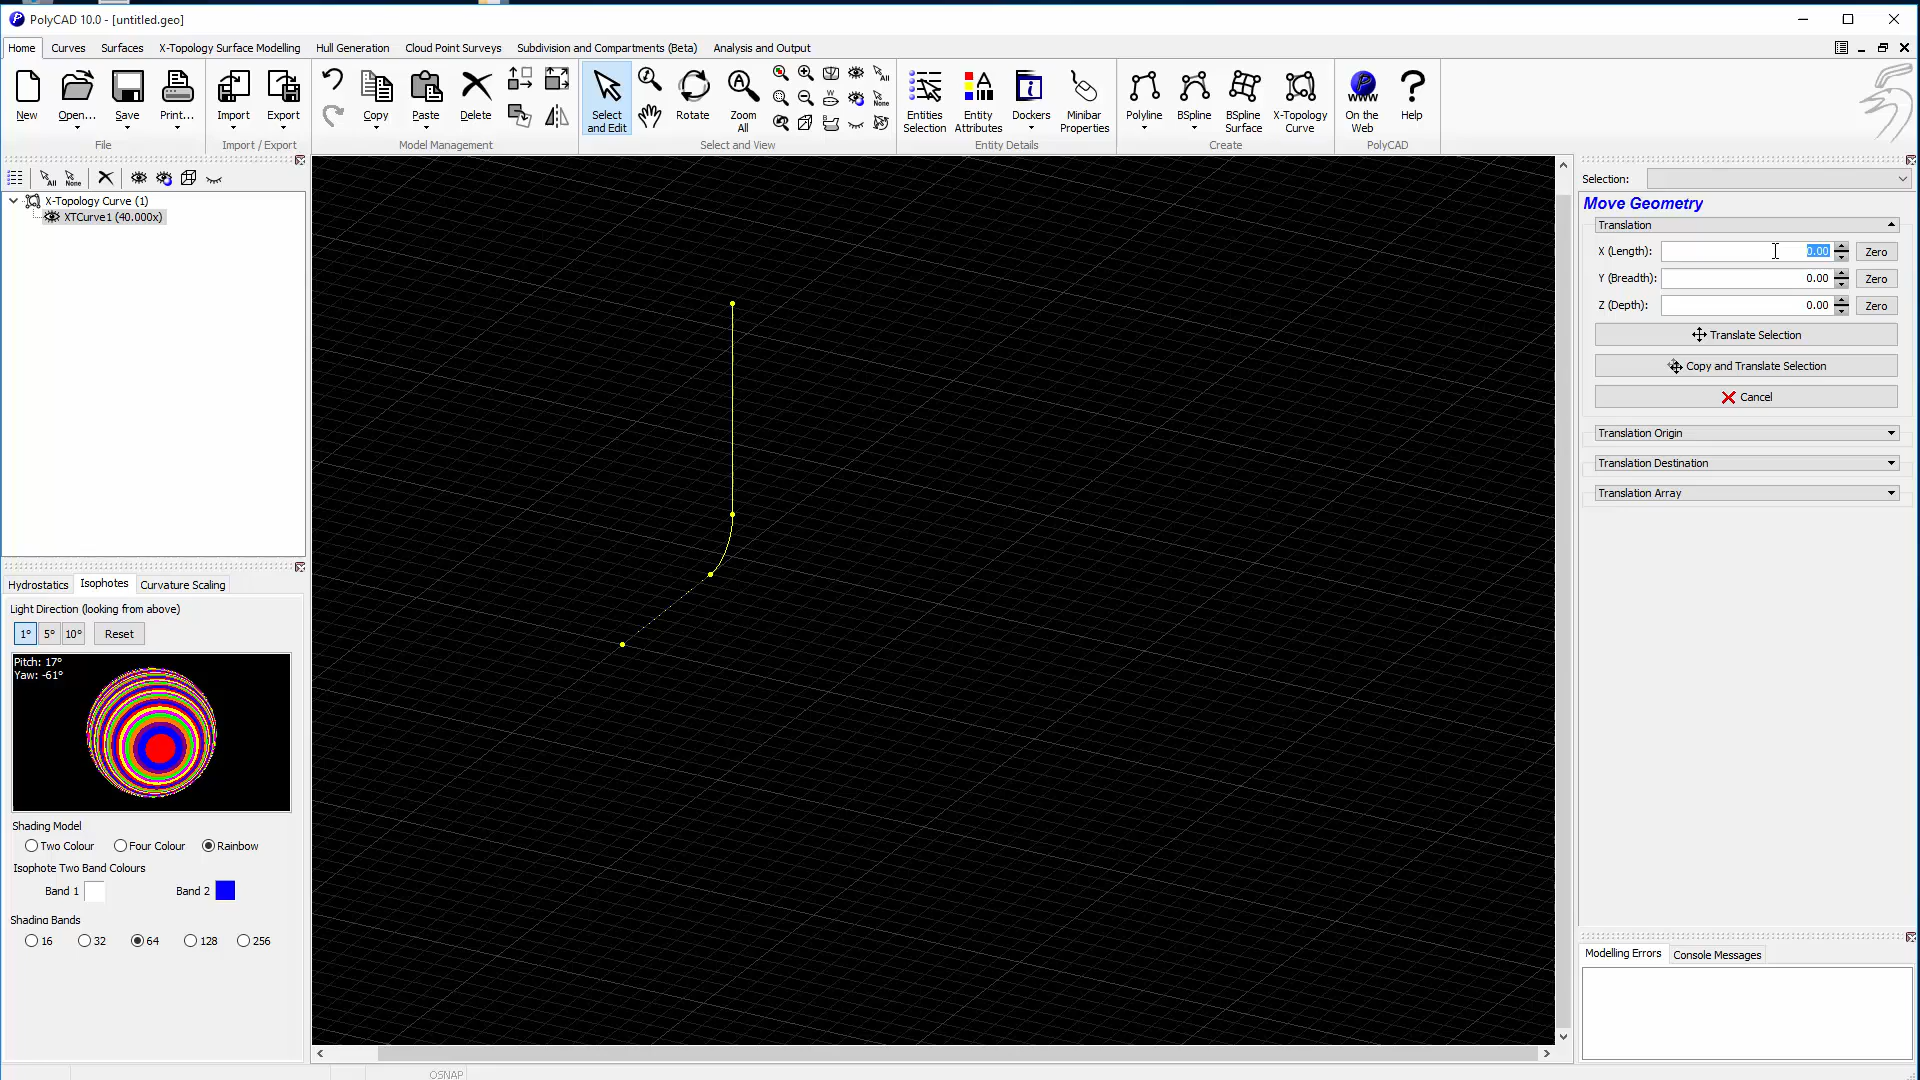 PolyCAD 10.0 - [untitled.geo]
Home Curves Surfaces X-Topology Surface Modelling Hull Generation Cloud Point Surveys Subdivision and Compartments (Beta) Analysis and Output
New Open... Save Print... Import Export Copy Paste Delete Select and Edit Rotate Zoom All All W None Entities Selection Entity Attributes Dockers Minibar Properties Polyline BSpline BSpline Surface X-Topology Curve WWW On the Web Help
File Import / Export Model Management Select and View Entity Details Create PolyCAD
All None
X-Topology Curve (1)
XTCurve1 (40.000x)
Hydrostatics Isophotes Curvature Scaling
Light Direction (looking from above)
1° 5° 10° Reset
Pitch: 17°
Yaw: -61°
Shading Model
Two Colour Four Colour Rainbow
Isophote Two Band Colours
Band 1 Band 2
Shading Bands
16 32 64 128 256
OSNAP
Selection:
Move Geometry
Translation
X (Length): 0.00 Zero
Y (Breadth): 0.00 Zero
Z (Depth): 0.00 Zero
Translate Selection
Copy and Translate Selection
Cancel
Translation Origin
Translation Destination
Translation Array
Modelling Errors Console Messages